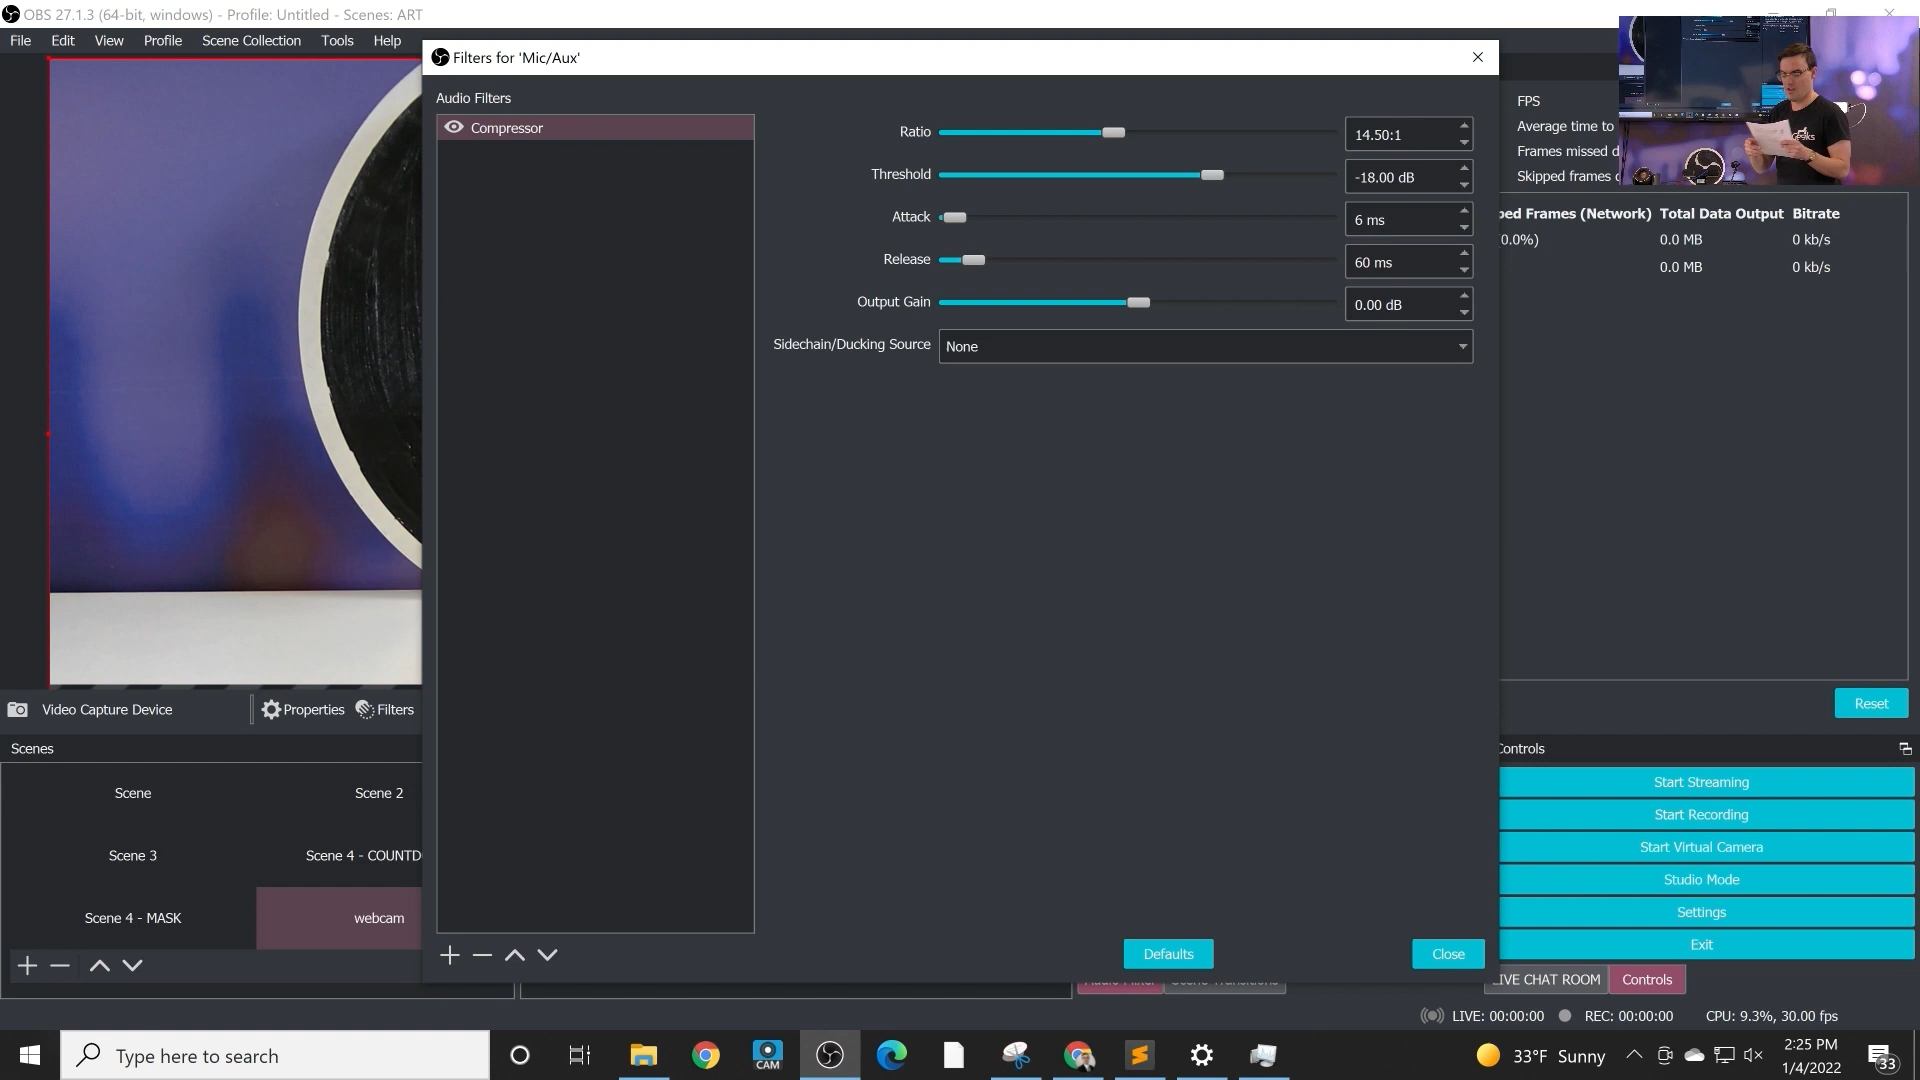 OBS 27.1.3 (64-bit, windows) - Profile: Untitled - Scenes: ART
File Edit View Profile Scene Collection Tools Help
Filters for 'Mic/Aux'
Audio Filters
Compressor
Ratio 14.50:1
Threshold -18.00 dB
Attack 6 ms
Release 60 ms
Output Gain 0.00 dB
Sidechain/Ducking Source None
Defaults Close
FPS
Average time to
Frames missed
Skipped frames
Frames (Network) Total Data Output Bitrate
0.0%) 0.0 MB 0 kb/s
0.0 MB 0 kb/s
Reset
Video Capture Device Properties Filters
Scenes
Scene Scene 2
Scene 3 Scene 4 - COUNTD
Scene 4 - MASK webcam
Controls
Start Streaming
Start Recording
Start Virtual Camera
Studio Mode
Settings
Exit
Audio Filter Scene Transitions
LIVE CHAT ROOM Controls
LIVE: 00:00:00 REC: 00:00:00 CPU: 9.3%, 30.00 fps
Type here to search
CAM
33°F Sunny
2:25 PM
1/4/2022
33